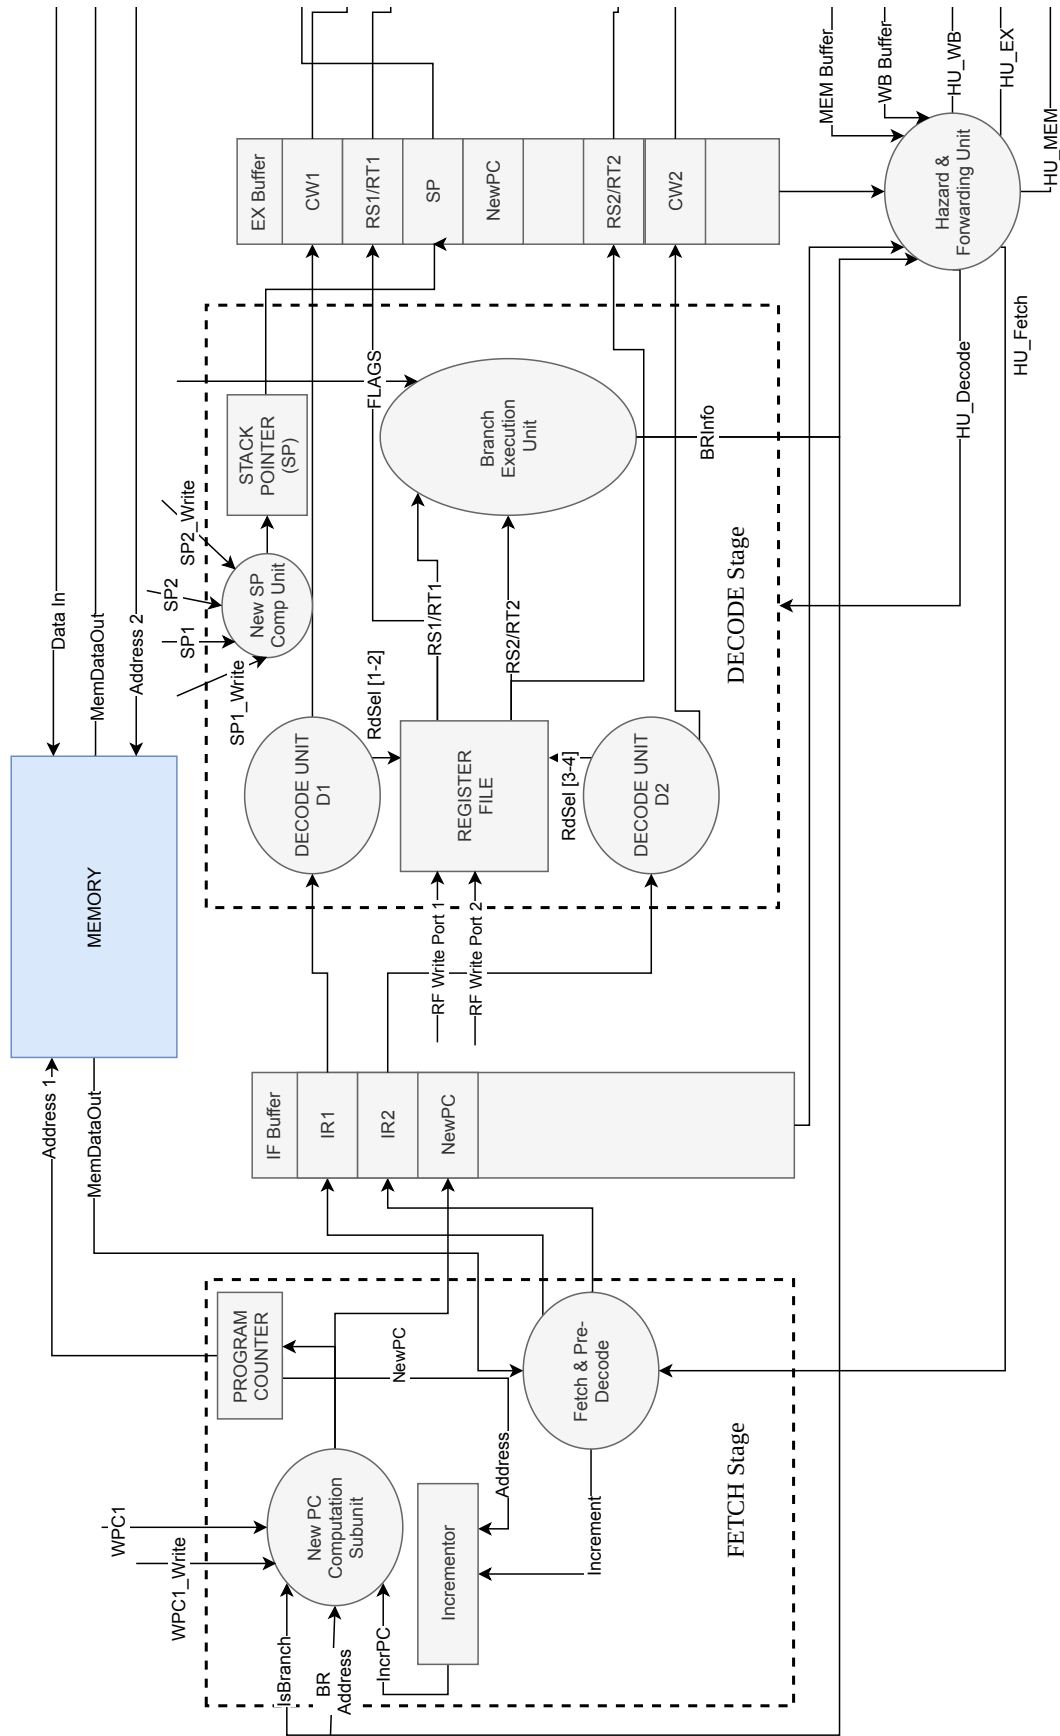 Data In
MemDataOut
Address 2
MEMORY
Address 1
MemDataOut
EX Buffer
CW1
RS1/RT1
SP
NewPC
RS2/RT2
CW2
MEM Buffer
WB Buffer
HU_WB
HU_EX
HU_MEM
Hazard &
Forwarding Unit
HU_Decode
HU_Fetch
STACK
POINTER
(SP)
SP2_Write
SP2
SP1
SP1_Write
New SP
Comp Unit
FLAGS
Branch
Execution
Unit
BRInfo
RS1/RT1
RS2/RT2
DECODE UNIT
D1
RdSel [1-2]
REGISTER
FILE
RdSel [3-4]
DECODE UNIT
D2
DECODE Stage
RF Write Port 1
RF Write Port 2
IF Buffer
IR1
IR2
NewPC
PROGRAM
COUNTER
NewPC
Fetch & Pre-
Decode
WPC1
WPC1_Write
New PC
Computation
Subunit
Address
Increment
Incrementor
IsBranch
BR
Address
IncrPC
FETCH Stage